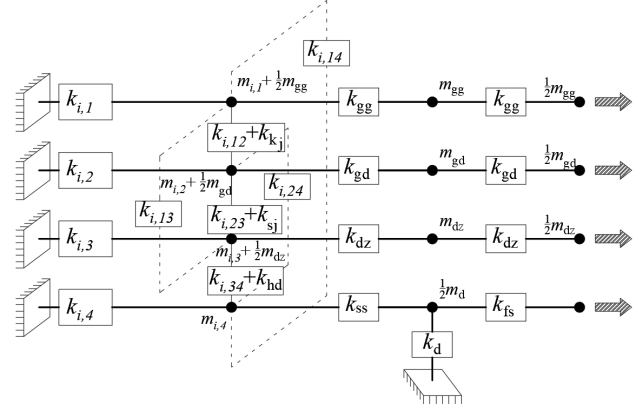 k_{i,14}
m_{i,1} + ½m_{gg} m_{gg} ½m_{gg}
k_{i,1} k_{gg} k_{gg}
k_{i,12}+k_{kj}
m_{i,2} + ½m_{gd} m_{gd} ½m_{gd}
k_{i,2} k_{i,24} k_{gd} k_{gd}
k_{i,13} k_{i,23}+k_{sj}
m_{dz} ½m_{dz}
k_{i,3} m_{i,3} + ½m_{dz} k_{dz} k_{dz}
k_{i,34}+k_{hd}
½m_{d}
k_{i,4} m_{i,4} k_{ss} k_{fs}
k_{d}